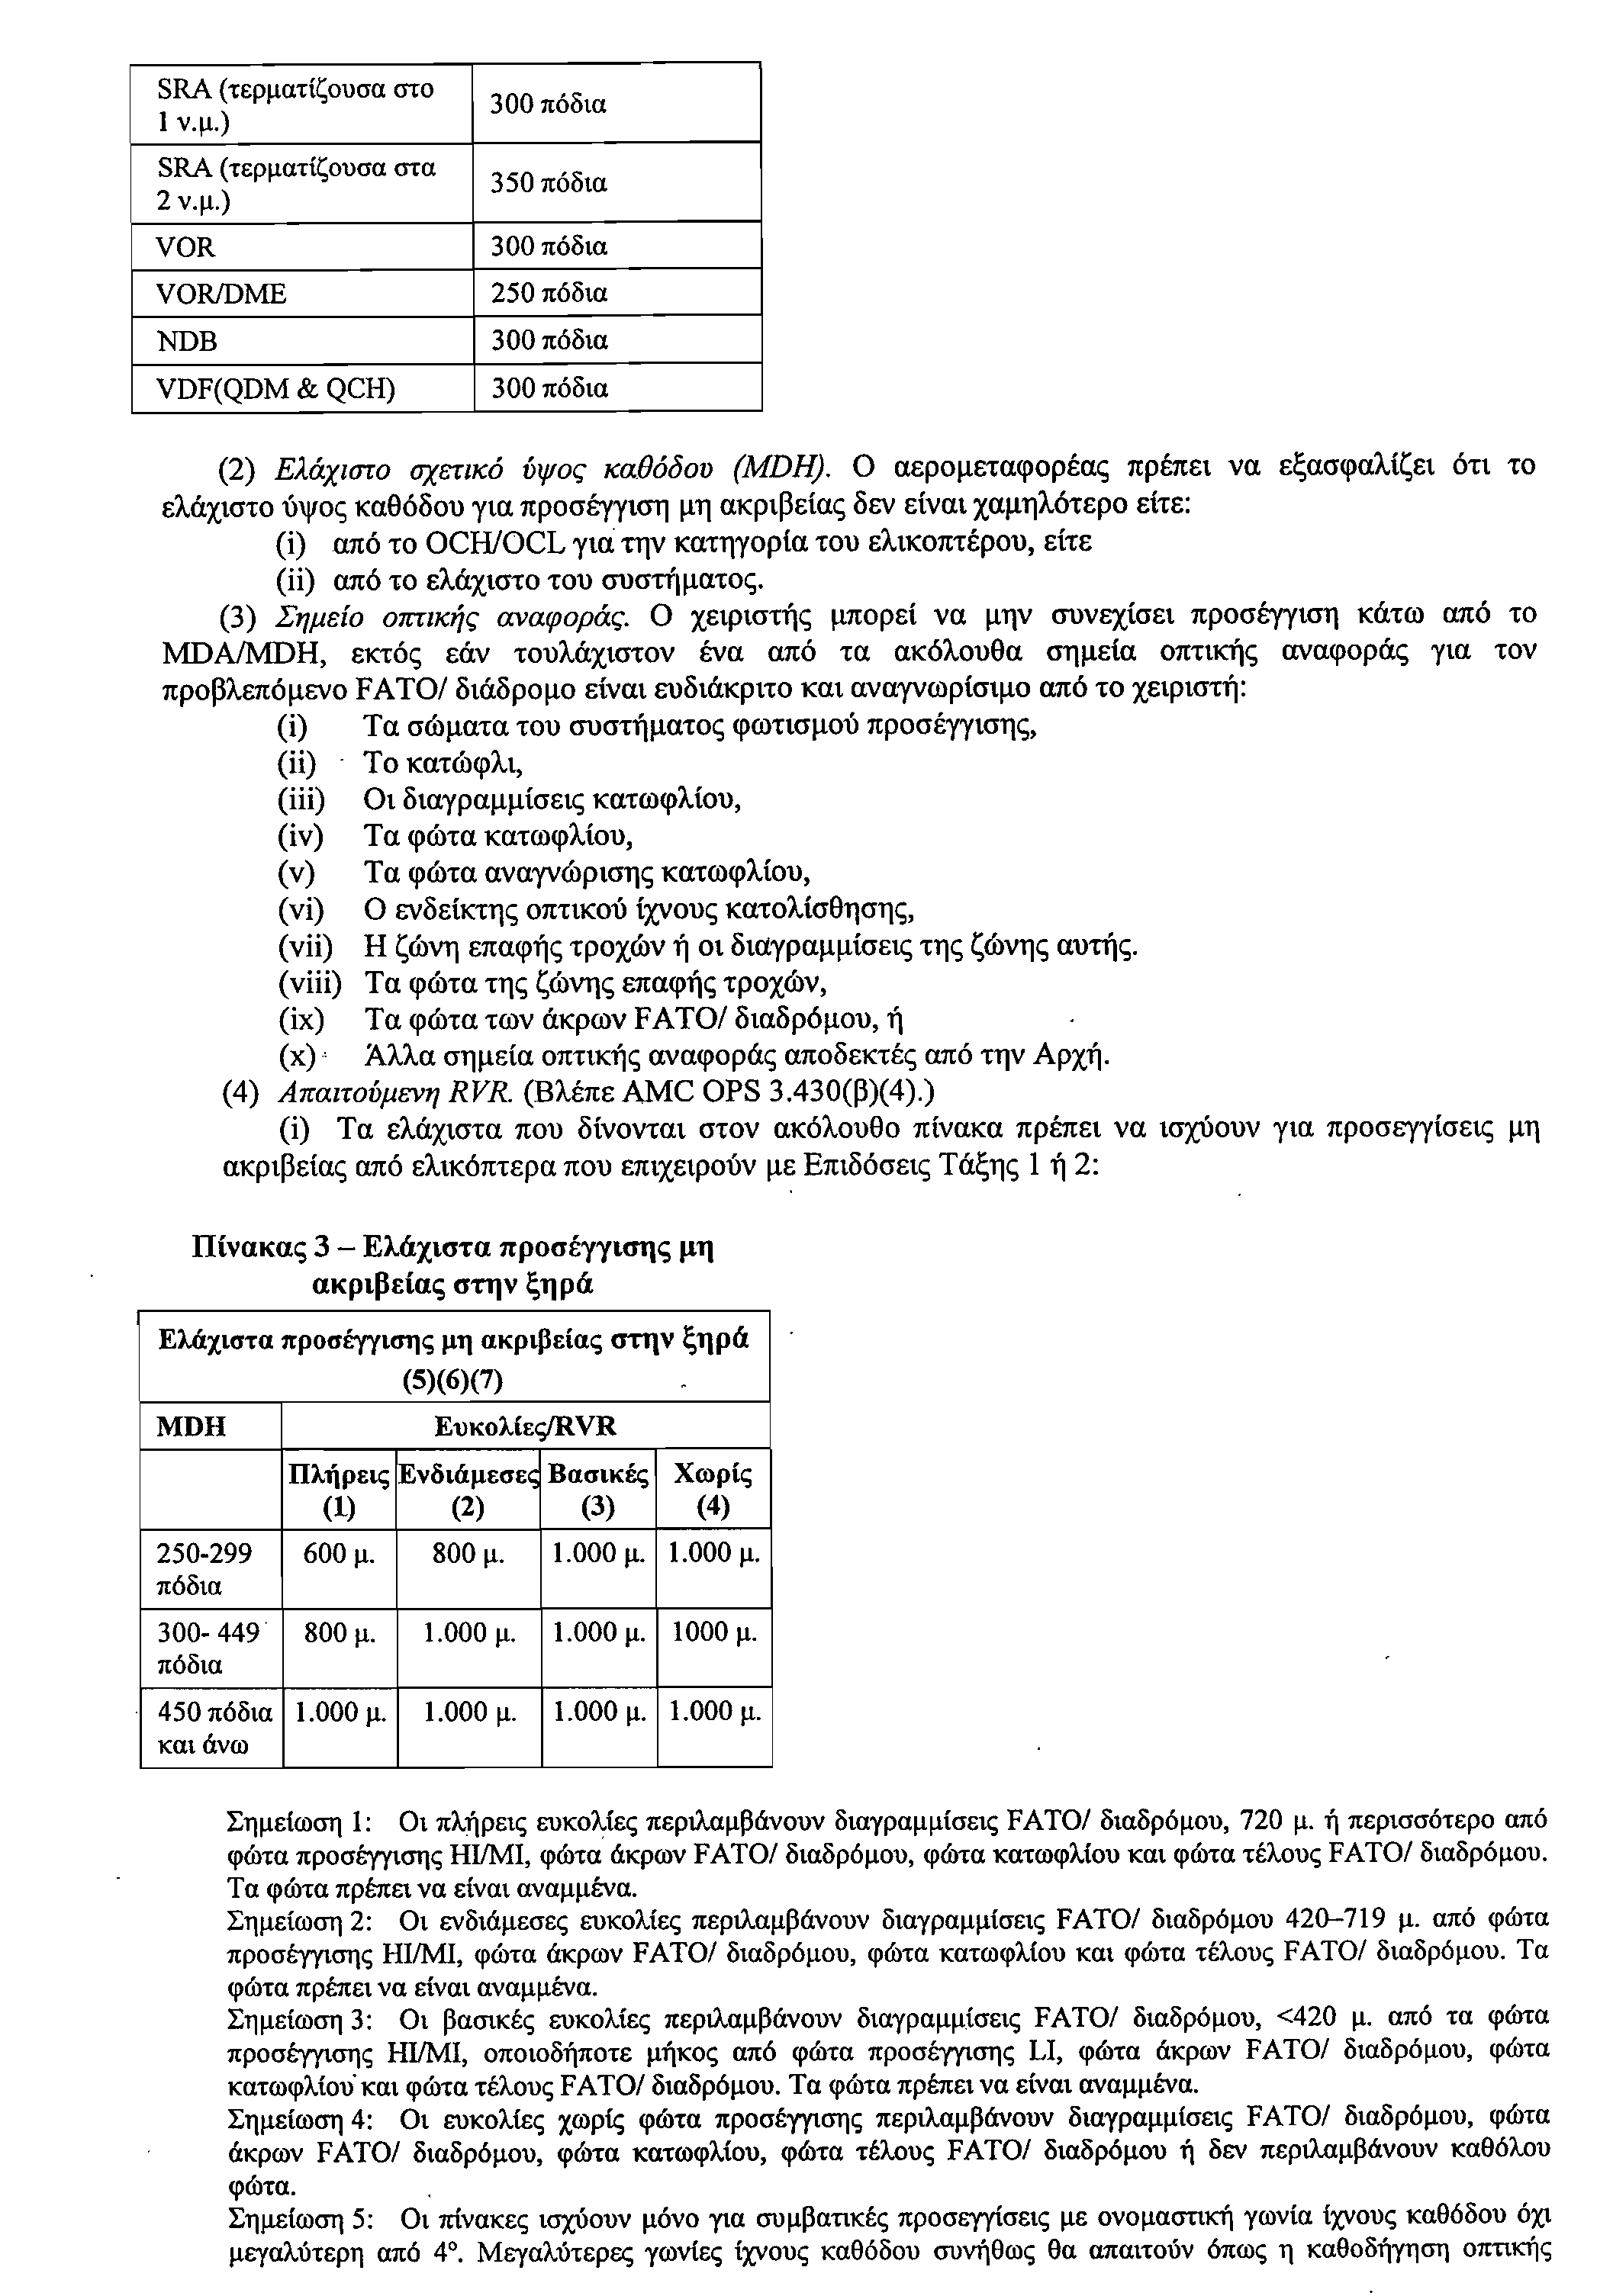 SRA (τερματίζουσα στο
1 ν.μ.)
300 πόδια
SRA (τερματίζουσα στα
2 ν.μ.)
350 πόδια
VOR
300 πόδια
VOR/DME
250 πόδια
NDB
300 πόδια
VDF(QDM & QCH)
300 πόδια
(2) Ελάχιστο σχετικό ύψος καθόδου (MDH). Ο αερομεταφορέας πρέπει να εξασφαλίζει ότι το
ελάχιστο ύψος καθόδου για προσέγγιση μη ακριβείας δεν είναι χαμηλότερο είτε:
(i) από το OCH/OCL για την κατηγορία του ελικοπτέρου, είτε
(ii) από το ελάχιστο του συστήματος.
(3) Σημείο οπτικής αναφοράς. Ο χειριστής μπορεί να μην συνεχίσει προσέγγιση κάτω από το
MDA/MDH, εκτός εάν τουλάχιστον ένα από τα ακόλουθα σημεία οπτικής αναφοράς για τον
προβλεπόμενο FATO/ διάδρομο είναι ευδιάκριτο και αναγνωρίσιμο από το χειριστή:
(i) Τα σώματα του συστήματος φωτισμού προσέγγισης,
(ii) Το κατώφλι,
(iii) Οι διαγραμμίσεις κατωφλίου,
(iv) Τα φώτα κατωφλίου,
(v) Τα φώτα αναγνώρισης κατωφλίου,
(vi) Ο ενδείκτης οπτικού ίχνους κατολίσθησης,
(vii) Η ζώνη επαφής τροχών ή οι διαγραμμίσεις της ζώνης αυτής.
(viii) Τα φώτα της ζώνης επαφής τροχών,
(ix) Τα φώτα των άκρων FATO/ διαδρόμου, ή
(x) Άλλα σημεία οπτικής αναφοράς αποδεκτές από την Αρχή.
(4) Απαιτούμενη RVR. (Βλέπε AMC OPS 3.430(β)(4).)
(i) Τα ελάχιστα που δίνονται στον ακόλουθο πίνακα πρέπει να ισχύουν για προσεγγίσεις μη
ακριβείας από ελικόπτερα που επιχειρούν με Επιδόσεις Τάξης 1 ή 2:
Πίνακας 3 – Ελάχιστα προσέγγισης μη
ακριβείας στην ξηρά
Ελάχιστα προσέγγισης μη ακριβείας στην ξηρά
(5)(6)(7)
MDH Ευκολίες/RVR
Πλήρεις Ενδιάμεσες Βασικές Χωρίς
(1) (2) (3) (4)
250-299 600 μ. 800 μ. 1.000 μ. 1.000 μ.
πόδια
300- 449 800 μ. 1.000 μ. 1.000 μ. 1000 μ.
πόδια
450 πόδια 1.000 μ. 1.000 μ. 1.000 μ. 1.000 μ.
και άνω
Σημείωση 1: Οι πλήρεις ευκολίες περιλαμβάνουν διαγραμμίσεις FATO/ διαδρόμου, 720 μ. ή περισσότερο από
φώτα προσέγγισης HI/MI, φώτα άκρων FATO/ διαδρόμου, φώτα κατωφλίου και φώτα τέλους FATO/ διαδρόμου.
Τα φώτα πρέπει να είναι αναμμένα.
Σημείωση 2: Οι ενδιάμεσες ευκολίες περιλαμβάνουν διαγραμμίσεις FATO/ διαδρόμου 420–719 μ. από φώτα
προσέγγισης HI/MI, φώτα άκρων FATO/ διαδρόμου, φώτα κατωφλίου και φώτα τέλους FATO/ διαδρόμου. Τα
φώτα πρέπει να είναι αναμμένα.
Σημείωση 3: Οι βασικές ευκολίες περιλαμβάνουν διαγραμμίσεις FATO/ διαδρόμου, <420 μ. από τα φώτα
προσέγγισης HI/MI, οποιοδήποτε μήκος από φώτα προσέγγισης LI, φώτα άκρων FATO/ διαδρόμου, φώτα
κατωφλίου και φώτα τέλους FATO/ διαδρόμου. Τα φώτα πρέπει να είναι αναμμένα.
Σημείωση 4: Οι ευκολίες χωρίς φώτα προσέγγισης περιλαμβάνουν διαγραμμίσεις FATO/ διαδρόμου, φώτα
άκρων FATO/ διαδρόμου, φώτα κατωφλίου, φώτα τέλους FATO/ διαδρόμου ή δεν περιλαμβάνουν καθόλου
φώτα.
Σημείωση 5: Οι πίνακες ισχύουν μόνο για συμβατικές προσεγγίσεις με ονομαστική γωνία ίχνους καθόδου όχι
μεγαλύτερη από 4°. Μεγαλύτερες γωνίες ίχνους καθόδου συνήθως θα απαιτούν όπως η καθοδήγηση οπτικής